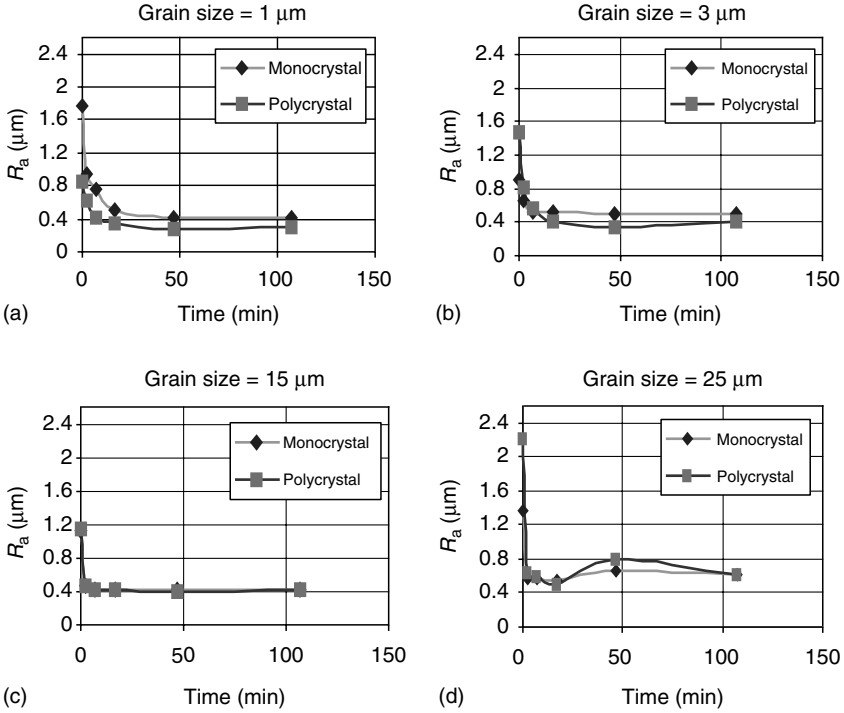 Grain size = 1 μm
2.4
2
1.6
1.2
0.8
0.4
0
Rₐ (μm)
Monocrystal
Polycrystal
0 50 100 150
Time (min)
(a)
Grain size = 3 μm
2.4
2
1.6
1.2
0.8
0.4
0
Rₐ (μm)
Monocrystal
Polycrystal
0 50 100 150
Time (min)
(b)
Grain size = 15 μm
2.4
2
1.6
1.2
0.8
0.4
0
Rₐ (μm)
Monocrystal
Polycrystal
0 50 100 150
Time (min)
(c)
Grain size = 25 μm
2.4
2
1.6
1.2
0.8
0.4
0
Rₐ (μm)
Monocrystal
Polycrystal
0 50 100 150
Time (min)
(d)